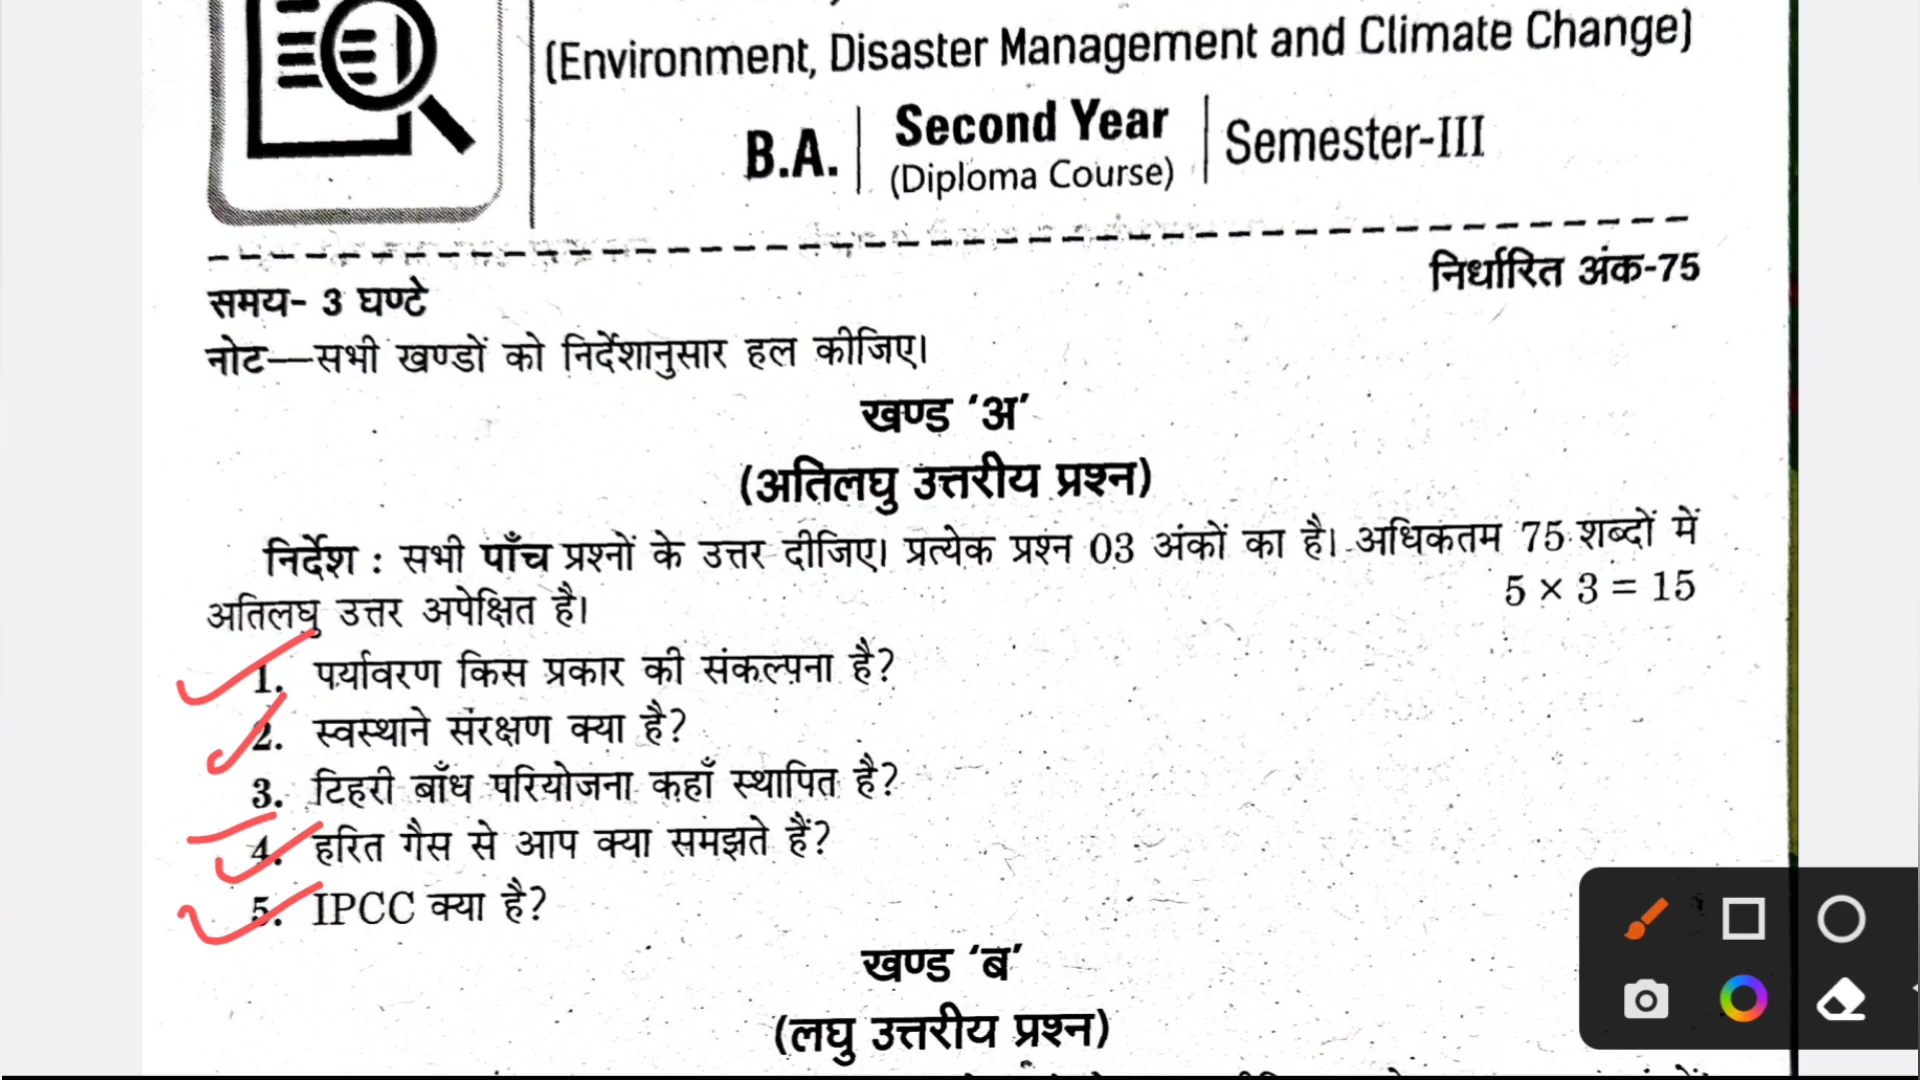 (Environment, Disaster Management and Climate Change)
B.A. | Second Year | Semester-III
(Diploma Course)
निर्धारित अंक-75
समय- 3 घण्टे
नोट—सभी खण्डों को निर्देशानुसार हल कीजिए।
खण्ड ‘अ’
(अतिलघु उत्तरीय प्रश्न)
निर्देश : सभी पाँच प्रश्नों के उत्तर दीजिए। प्रत्येक प्रश्न 03 अंकों का है। अधिकतम 75 शब्दों में
अतिलघु उत्तर अपेक्षित है। 5 × 3 = 15
1. पर्यावरण किस प्रकार की संकल्पना है?
2. स्वस्थाने संरक्षण क्या है?
3. टिहरी बाँध परियोजना कहाँ स्थापित है?
4. हरित गैस से आप क्या समझते हैं?
5. IPCC क्या है?
खण्ड ‘ब’
(लघु उत्तरीय प्रश्न)